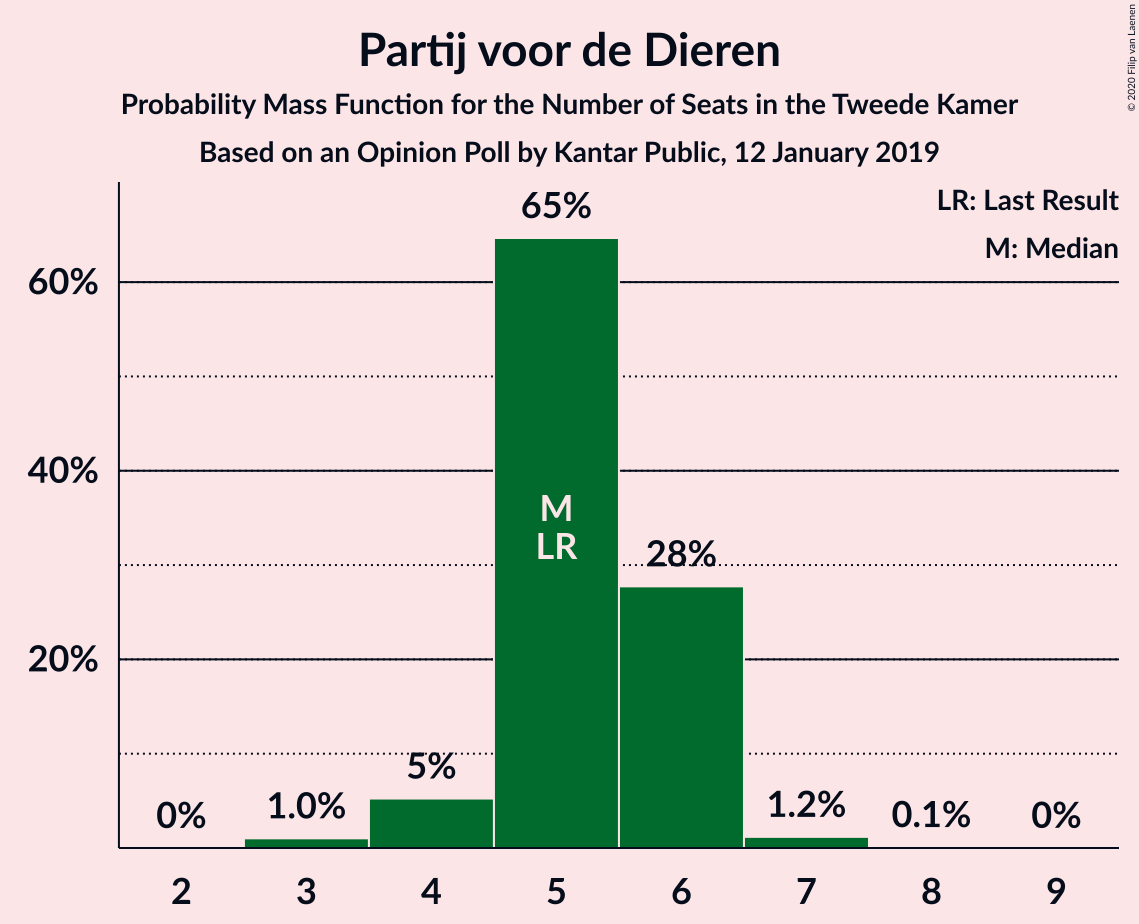 Partij voor de Dieren
Probability Mass Function for the Number of Seats in the Tweede Kamer
Based on an Opinion Poll by Kantar Public, 12 January 2019
© 2020 Filip van Laenen
LR: Last Result
M: Median
60%
40%
20%
0%
1.0%
5%
65%
M
LR
28%
1.2%
0.1%
0%
2 3 4 5 6 7 8 9